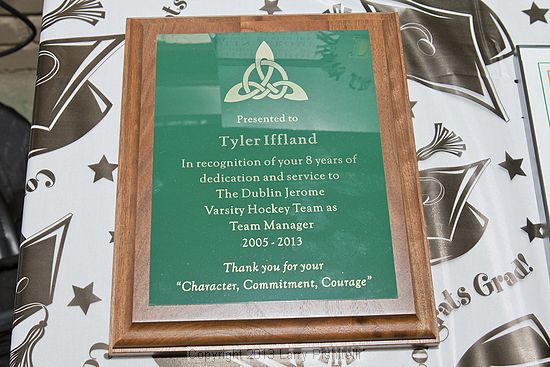 Presented to
Tyler Iffland
In recognition of your 8 years of
dedication and service to
The Dublin Jerome
Varsity Hockey Team as
Team Manager
2005 - 2013
Thank you for your
“Character, Commitment, Courage”
Congrats Grad!
Copyright 2013 Larry